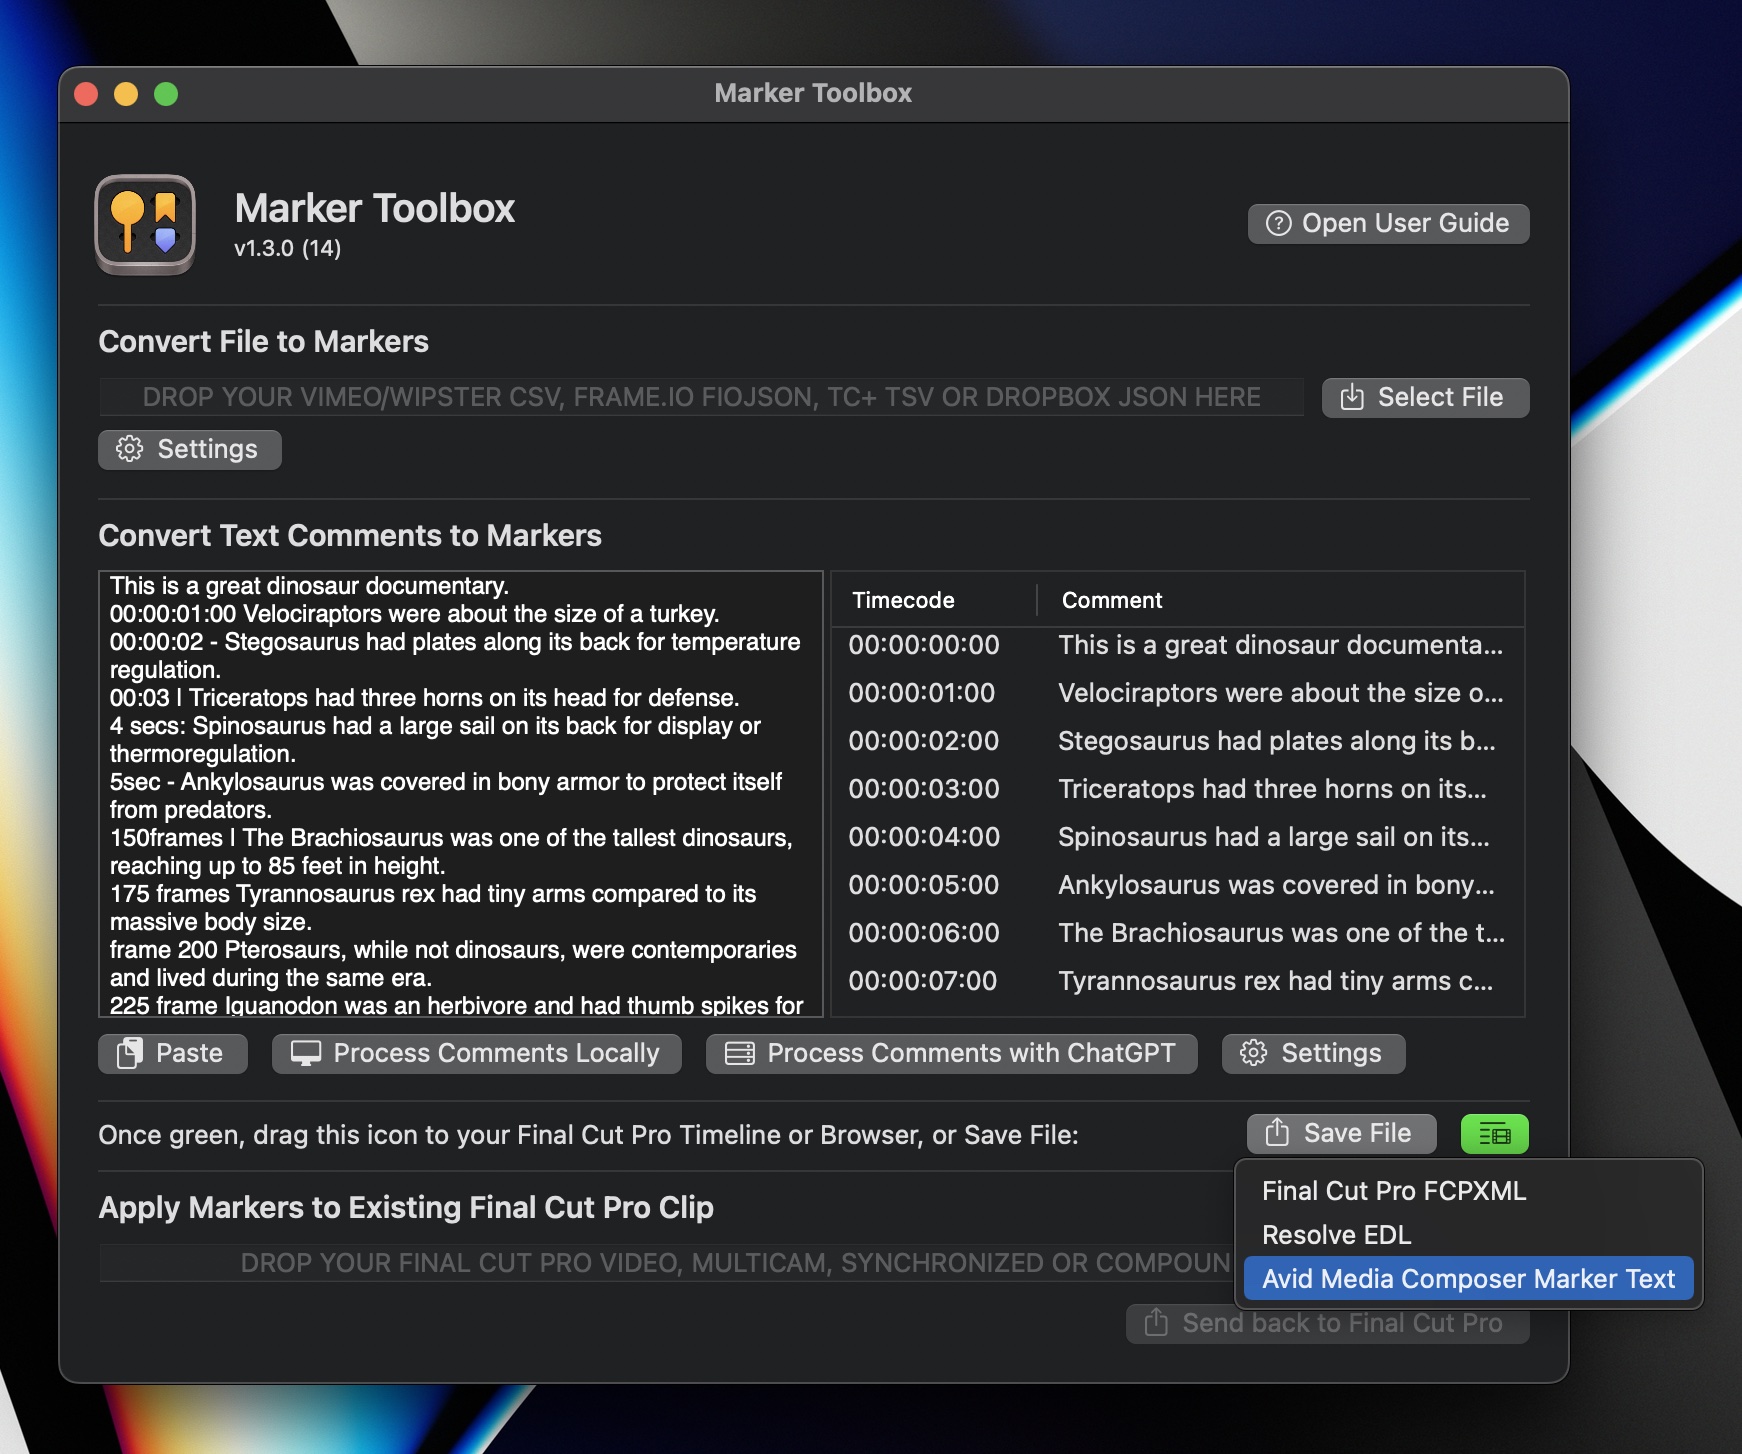 Marker Toolbox
Marker Toolbox
v1.3.0 (14)
Open User Guide
Convert File to Markers
DROP YOUR VIMEO/WIPSTER CSV, FRAME.IO FIOJSON, TC+ TSV OR DROPBOX JSON HERE
Select File
Settings
Convert Text Comments to Markers
This is a great dinosaur documentary.
00:00:01:00 Velociraptors were about the size of a turkey.
00:00:02 - Stegosaurus had plates along its back for temperature
regulation.
00:03 | Triceratops had three horns on its head for defense.
4 secs: Spinosaurus had a large sail on its back for display or
thermoregulation.
5sec - Ankylosaurus was covered in bony armor to protect itself
from predators.
150frames | The Brachiosaurus was one of the tallest dinosaurs,
reaching up to 85 feet in height.
175 frames Tyrannosaurus rex had tiny arms compared to its
massive body size.
frame 200 Pterosaurs, while not dinosaurs, were contemporaries
and lived during the same era.
225 frame Iguanodon was an herbivore and had thumb spikes for
Timecode Comment
00:00:00:00 This is a great dinosaur documenta...
00:00:01:00 Velociraptors were about the size o...
00:00:02:00 Stegosaurus had plates along its b...
00:00:03:00 Triceratops had three horns on its...
00:00:04:00 Spinosaurus had a large sail on its...
00:00:05:00 Ankylosaurus was covered in bony...
00:00:06:00 The Brachiosaurus was one of the t...
00:00:07:00 Tyrannosaurus rex had tiny arms c...
Paste
Process Comments Locally
Process Comments with ChatGPT
Settings
Once green, drag this icon to your Final Cut Pro Timeline or Browser, or Save File:
Save File
Final Cut Pro FCPXML
Resolve EDL
Avid Media Composer Marker Text
Apply Markers to Existing Final Cut Pro Clip
DROP YOUR FINAL CUT PRO VIDEO, MULTICAM, SYNCHRONIZED OR COMPOUN
Send back to Final Cut Pro